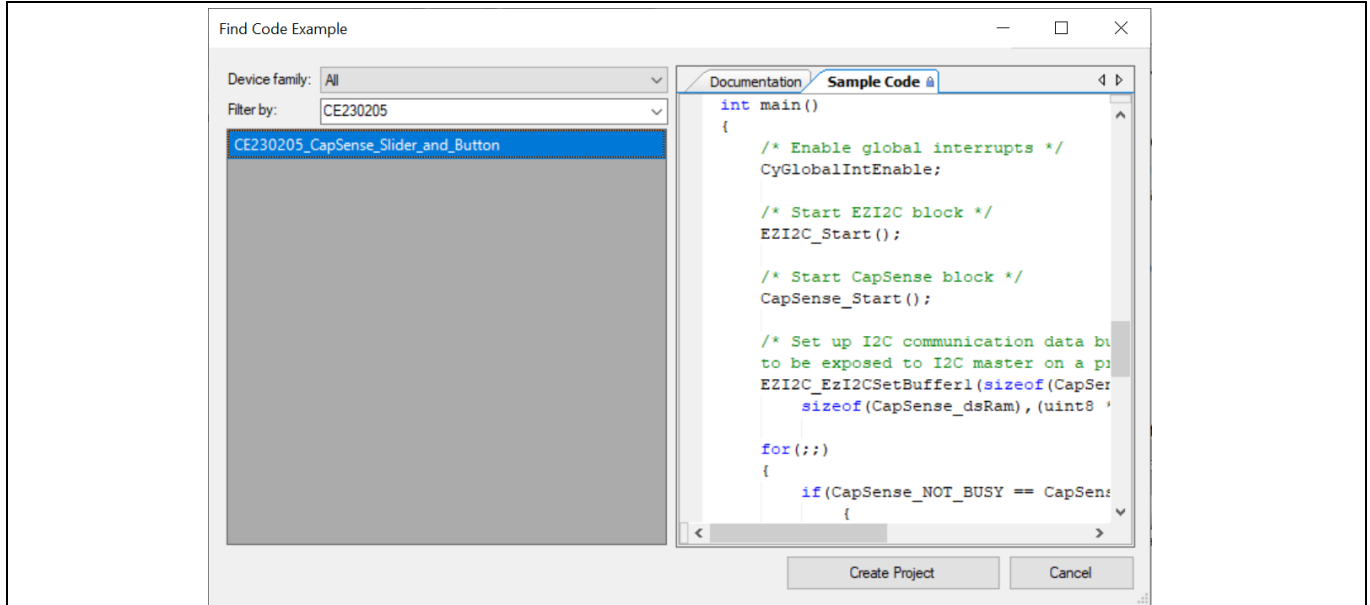 Find Code Example
Device family: All
Filter by: CE230205
CE230205_CapSense_Slider_and_Button
Documentation Sample Code
int main()
{
/* Enable global interrupts */
CyGlobalIntEnable;
/* Start EZI2C block */
EZI2C_Start();
/* Start CapSense block */
CapSense_Start();
/* Set up I2C communication data bu
to be exposed to I2C master on a pr
EZI2C_EzI2CSetBuffer1(sizeof(CapSen
sizeof(CapSense_dsRam),(uint8 *
for(;;)
{
if(CapSense_NOT_BUSY == CapSens
{
Create Project Cancel